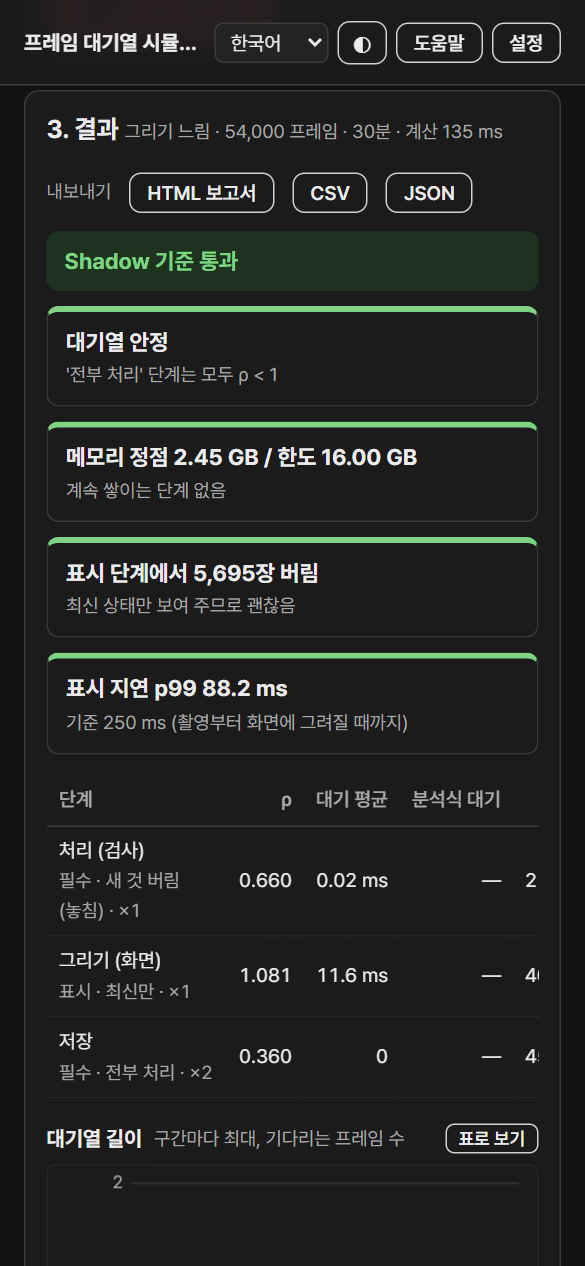 프레임 대기열 시뮬... 한국어 도움말 설정
3. 결과 그리기 느림 · 54,000 프레임 · 30분 · 계산 135 ms
내보내기 HTML 보고서 CSV JSON
Shadow 기준 통과
대기열 안정
'전부 처리' 단계는 모두 ρ < 1
메모리 정점 2.45 GB / 한도 16.00 GB
계속 쌓이는 단계 없음
표시 단계에서 5,695장 버림
최신 상태만 보여 주므로 괜찮음
표시 지연 p99 88.2 ms
기준 250 ms (촬영부터 화면에 그려질 때까지)
단계 ρ 대기 평균 분석식 대기
처리 (검사)
필수 · 새 것 버림 0.660 0.02 ms — 2
(놓침) · ×1
그리기 (화면)
표시 · 최신만 · ×1 1.081 11.6 ms — 4
저장
필수 · 전부 처리 · ×2 0.360 0 — 4
대기열 길이 구간마다 최대, 기다리는 프레임 수 표로 보기
2